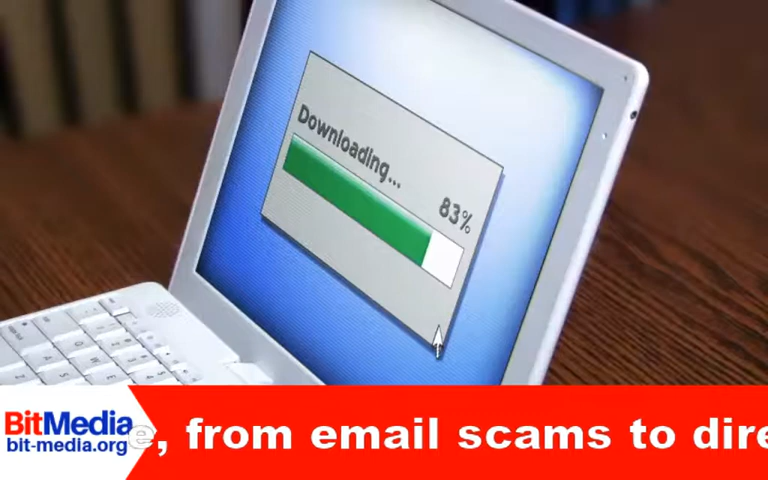 Downloading...
83%
BitMedia
bit-media.org
e, from email scams to dire